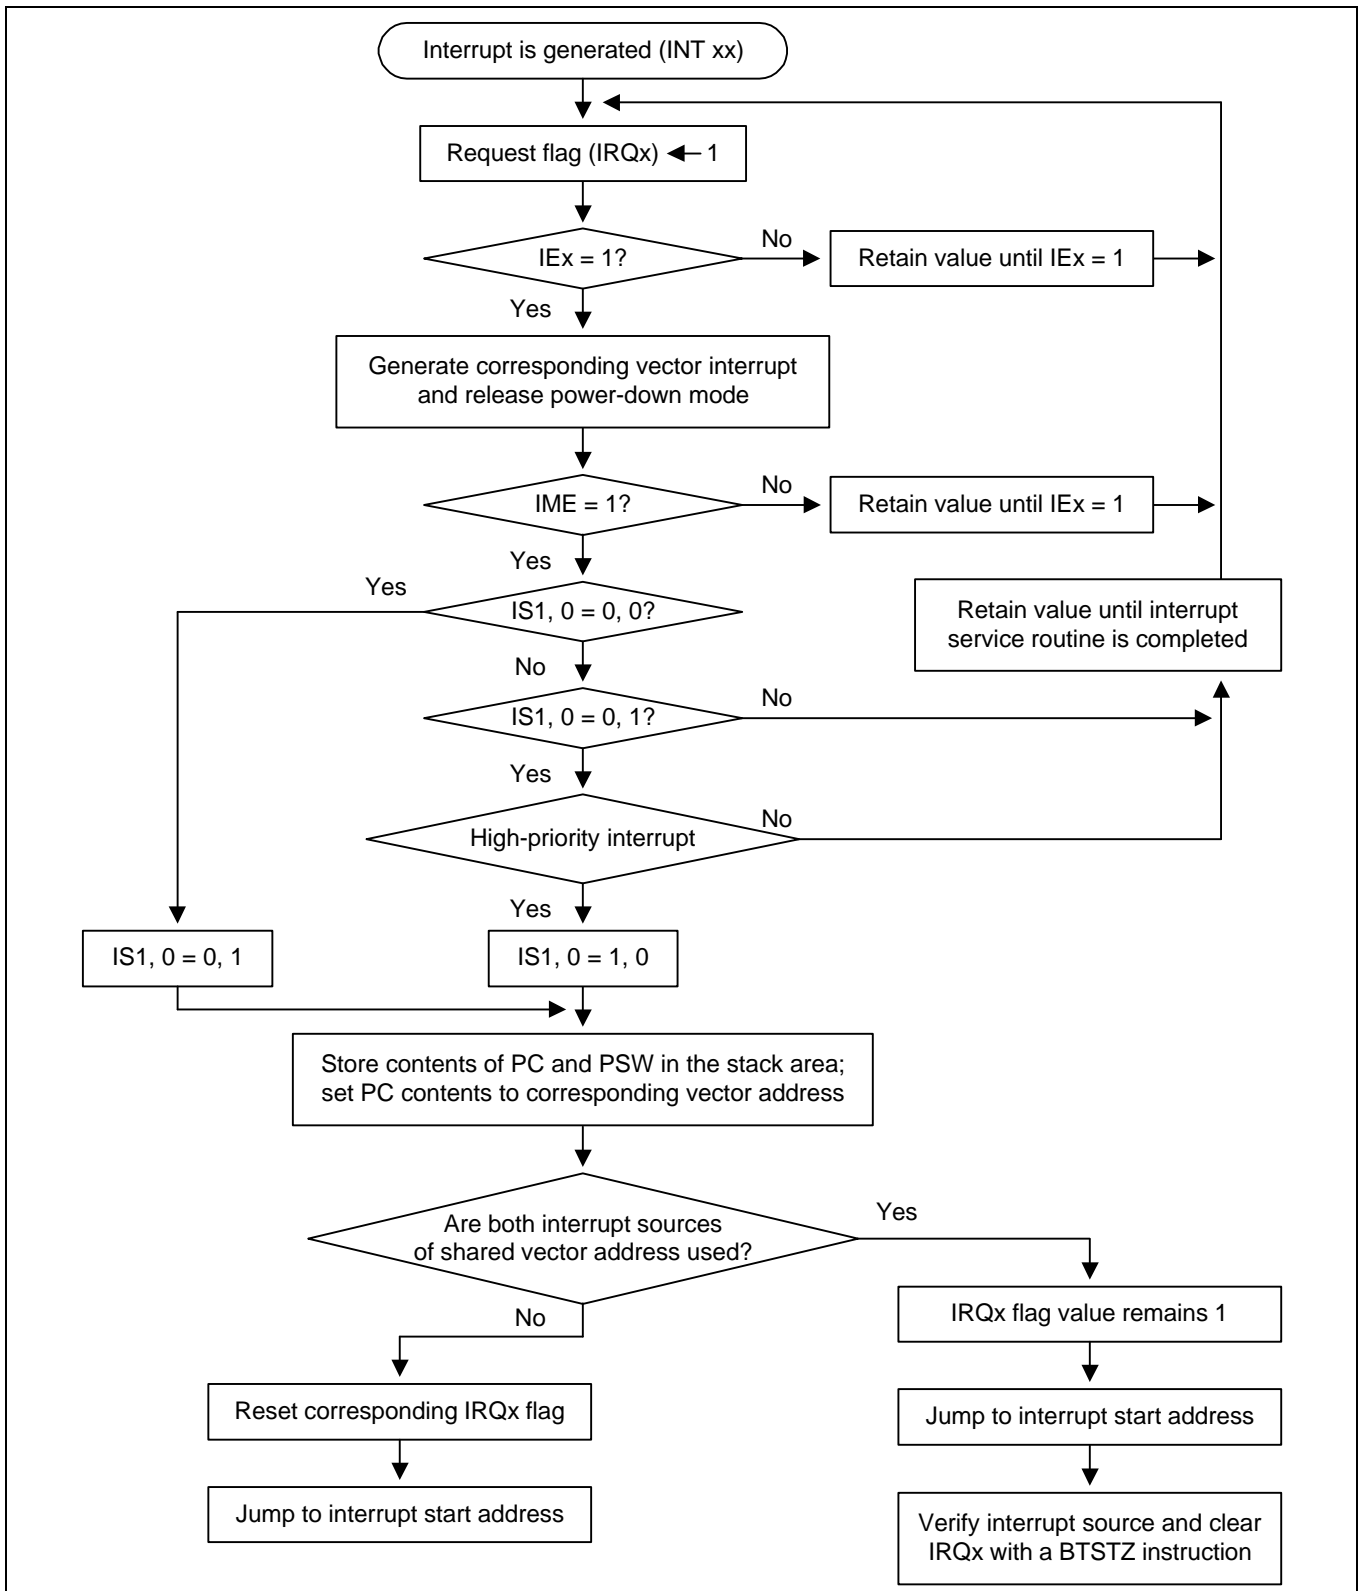 Interrupt is generated (INT xx)
Request flag (IRQx) ← 1
IEx = 1?
No
Retain value until IEx = 1
Yes
Generate corresponding vector interrupt
and release power-down mode
IME = 1?
No
Retain value until IEx = 1
Yes
Yes
IS1, 0 = 0, 0?
Retain value until interrupt
service routine is completed
No
IS1, 0 = 0, 1?
No
Yes
High-priority interrupt
No
Yes
IS1, 0 = 0, 1
IS1, 0 = 1, 0
Store contents of PC and PSW in the stack area;
set PC contents to corresponding vector address
Are both interrupt sources
of shared vector address used?
Yes
No
IRQx flag value remains 1
Reset corresponding IRQx flag
Jump to interrupt start address
Jump to interrupt start address
Verify interrupt source and clear
IRQx with a BTSTZ instruction